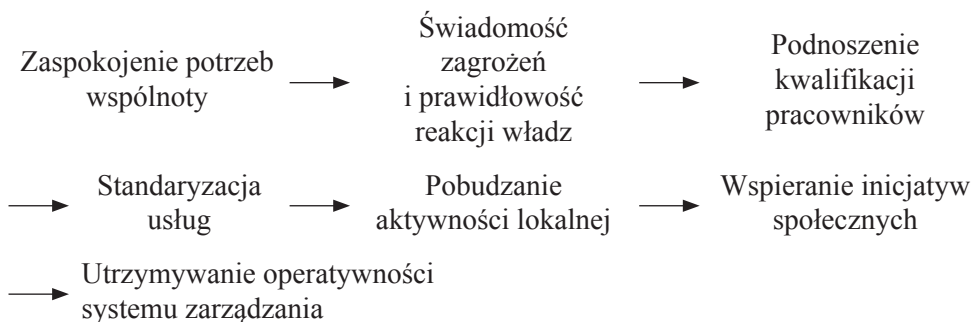 Zaspokojenie potrzeb
wspólnoty
Świadomość
zagrożeń
i prawidłowość
reakcji władz
Podnoszenie
kwalifikacji
pracowników
Standaryzacja
usług
Pobudzanie
aktywności lokalnej
Wspieranie inicjatyw
społecznych
Utrzymywanie operatywności
systemu zarządzania